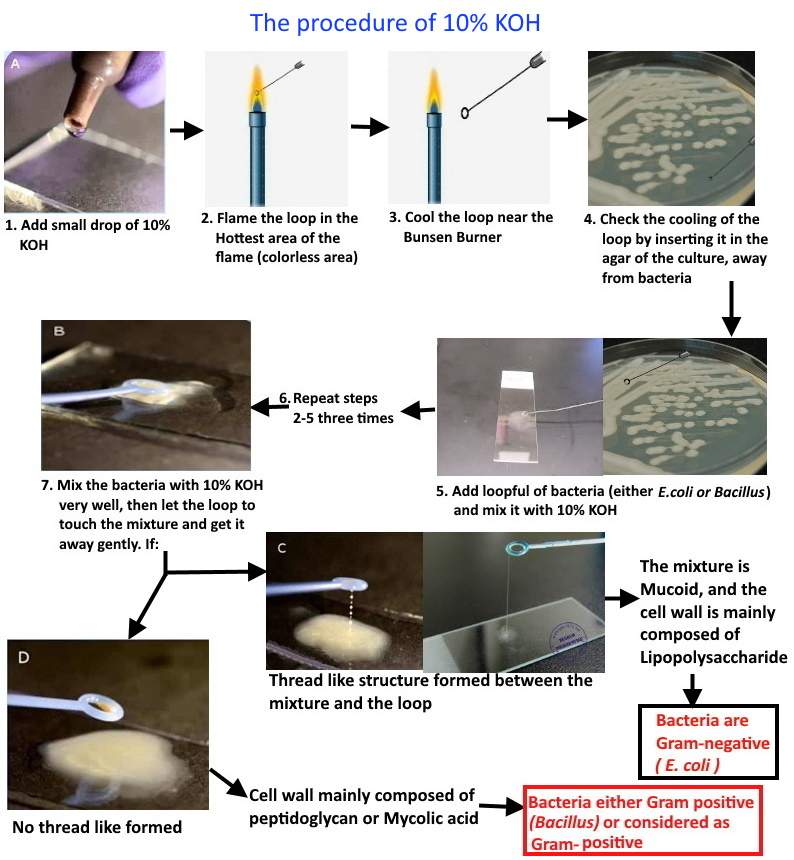 The procedure of 10% KOH
A
1. Add small drop of 10%
KOH
2. Flame the loop in the
Hottest area of the
flame (colorless area)
3. Cool the loop near the
Bunsen Burner
4. Check the cooling of the
loop by inserting it in the
agar of the culture, away
from bacteria
5. Add loopful of bacteria (either E.coli or Bacillus)
and mix it with 10% KOH
6. Repeat steps
2-5 three times
B
7. Mix the bacteria with 10% KOH
very well, then let the loop to
touch the mixture and get it
away gently. If:
C
Thread like structure formed between the
mixture and the loop
The mixture is
Mucoid, and the
cell wall is mainly
composed of
Lipopolysaccharide
Bacteria are
Gram-negative
( E. coli )
D
No thread like formed
Cell wall mainly composed of
peptidoglycan or Mycolic acid
Bacteria either Gram positive
(Bacillus) or considered as
Gram-positive